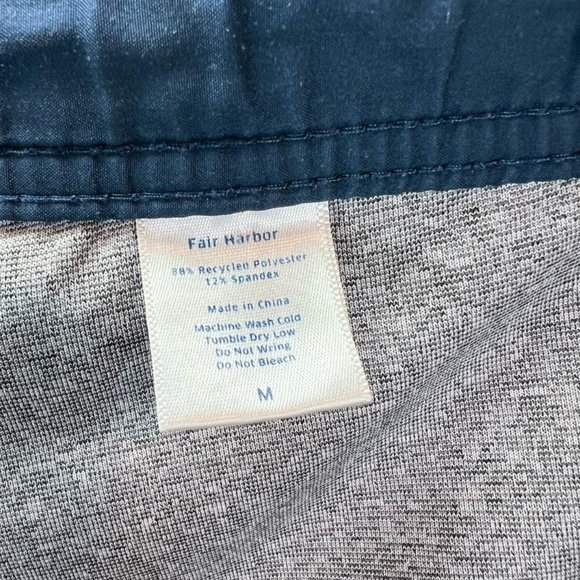 Fair Harbor
88% Recycled Polyester
12% Spandex
Made in China
Machine Wash Cold
Tumble Dry Low
Do Not Wring
Do Not Bleach
M